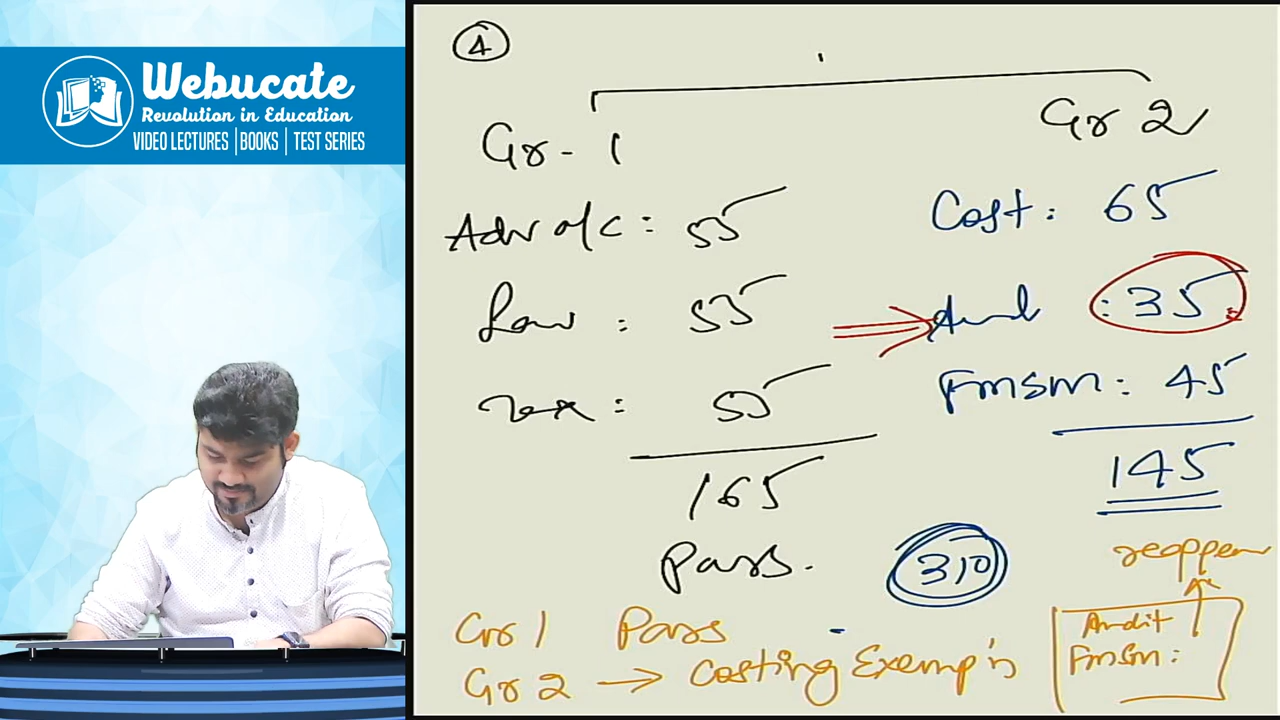 Webucate
Revolution in Education
VIDEO LECTURES | BOOKS | TEST SERIES
4
Gr - 1
Gr 2
Adv a/c : 55
Cost : 65
Law : 55
: 35
55
Fmsm : 45
165
145
Pass.
310
reappear
Gr 1 Pass
Audit
Gr 2 → Costing Exemp'n
Fmsm :